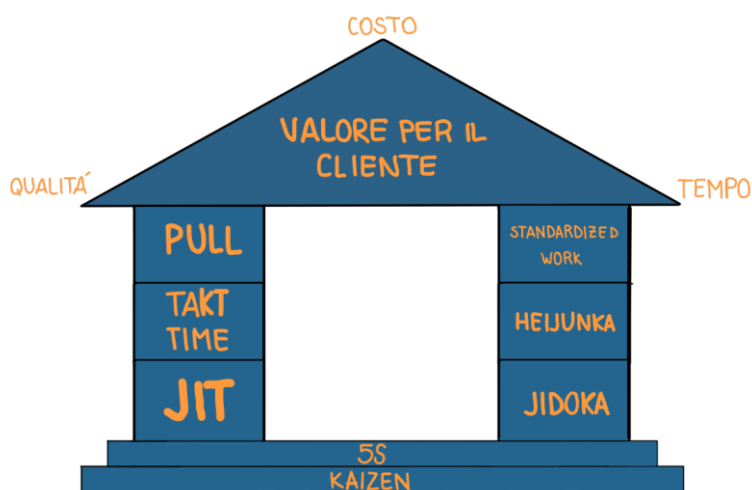 COSTO
VALORE PER IL
CLIENTE
QUALITÁ
TEMPO
PULL
STANDARDIZED
WORK
TAKT
TIME
HEIJUNKA
JIT
JIDOKA
5S
KAIZEN